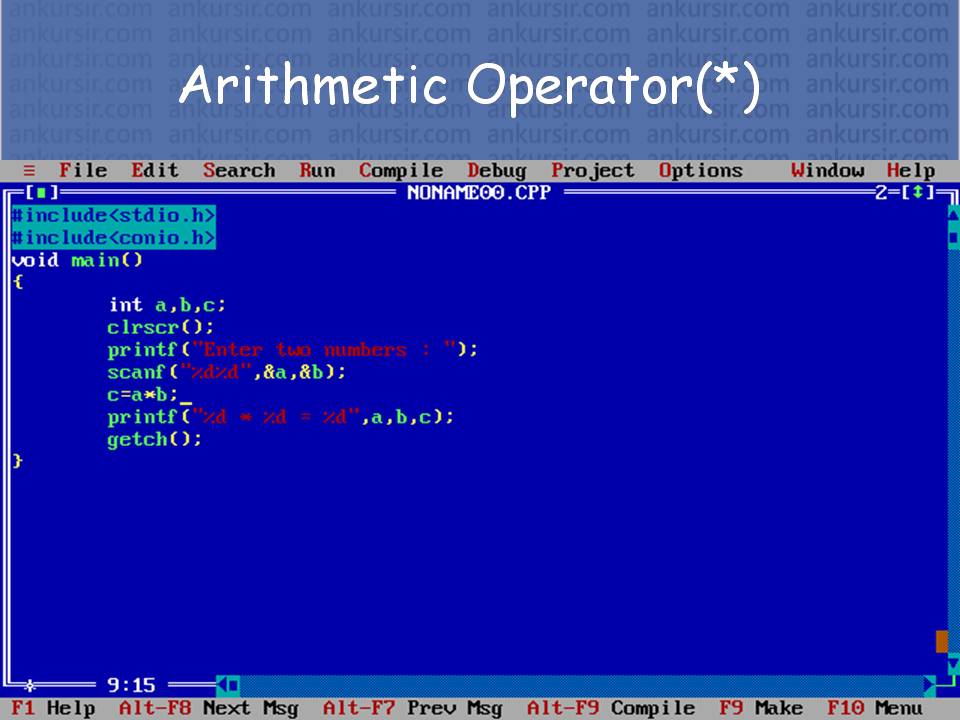 ankursir.com ankursir.com ankursir.com ankursir.com ankursir.com ankursir.com
Arithmetic Operator(*)
≡ File Edit Search Run Compile Debug Project Options Window Help
[■] NONAME00.CPP 2=[↕]
#include<stdio.h>
#include<conio.h>
void main()
{
int a,b,c;
clrscr();
printf("Enter two numbers : ");
scanf("%d%d",&a,&b);
c=a*b;_
printf("%d * %d = %d",a,b,c);
getch();
}
9:15
F1 Help Alt-F8 Next Msg Alt-F7 Prev Msg Alt-F9 Compile F9 Make F10 Menu